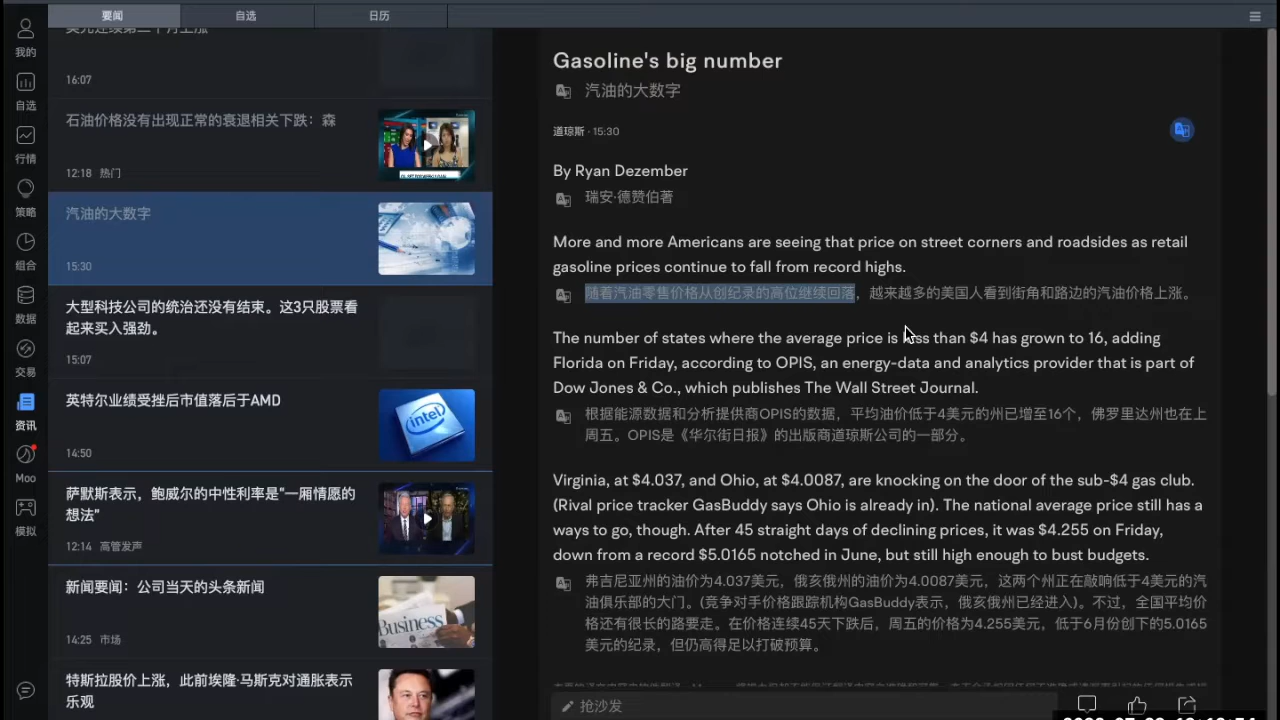 要闻
自选
日历
我的
自选
行情
策略
组合
数据
交易
资讯
Moo
模拟
16:07
石油价格没有出现正常的衰退相关下跌：森
12:18 热门
汽油的大数字
15:30
大型科技公司的统治还没有结束。这3只股票看
起来买入强劲。
15:07
英特尔业绩受挫后市值落后于AMD
14:50
intel
萨默斯表示，鲍威尔的中性利率是"一厢情愿的
想法"
12:14 高管发声
新闻要闻：公司当天的头条新闻
14:25 市场
Business
特斯拉股价上涨，此前埃隆·马斯克对通胀表示
乐观
Gasoline's big number
汽油的大数字
道琼斯 · 15:30
By Ryan Dezember
瑞安·德赞伯著
More and more Americans are seeing that price on street corners and roadsides as retail
gasoline prices continue to fall from record highs.
随着汽油零售价格从创纪录的高位继续回落，越来越多的美国人看到街角和路边的汽油价格上涨。
The number of states where the average price is less than $4 has grown to 16, adding
Florida on Friday, according to OPIS, an energy-data and analytics provider that is part of
Dow Jones & Co., which publishes The Wall Street Journal.
根据能源数据和分析提供商OPIS的数据，平均油价低于4美元的州已增至16个，佛罗里达州也在上
周五。OPIS是《华尔街日报》的出版商道琼斯公司的一部分。
Virginia, at $4.037, and Ohio, at $4.0087, are knocking on the door of the sub-$4 gas club.
(Rival price tracker GasBuddy says Ohio is already in). The national average price still has a
ways to go, though. After 45 straight days of declining prices, it was $4.255 on Friday,
down from a record $5.0165 notched in June, but still high enough to bust budgets.
弗吉尼亚州的油价为4.037美元，俄亥俄州的油价为4.0087美元，这两个州正在敲响低于4美元的汽
油俱乐部的大门。(竞争对手价格跟踪机构GasBuddy表示，俄亥俄州已经进入)。不过，全国平均价
格还有很长的路要走。在价格连续45天下跌后，周五的价格为4.255美元，低于6月份创下的5.0165
美元的纪录，但仍高得足以打破预算。
抢沙发